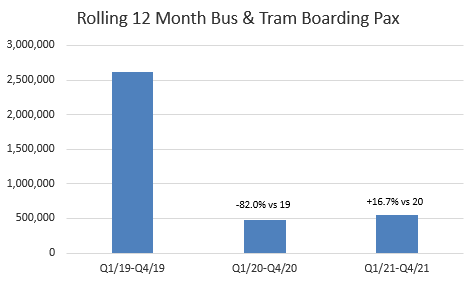 Rolling 12 Month Bus & Tram Boarding Pax
3,000,000
2,500,000
2,000,000
1,500,000
1,000,000
500,000
0
-82.0% vs 19
+16.7% vs 20
Q1/19-Q4/19
Q1/20-Q4/20
Q1/21-Q4/21